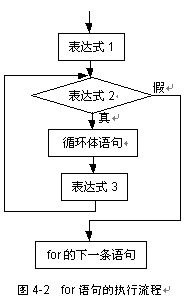 表达式 1
表达式 2
假
真
循环体语句
表达式 3
for 的下一条语句
图 4-2 for 语句的执行流程